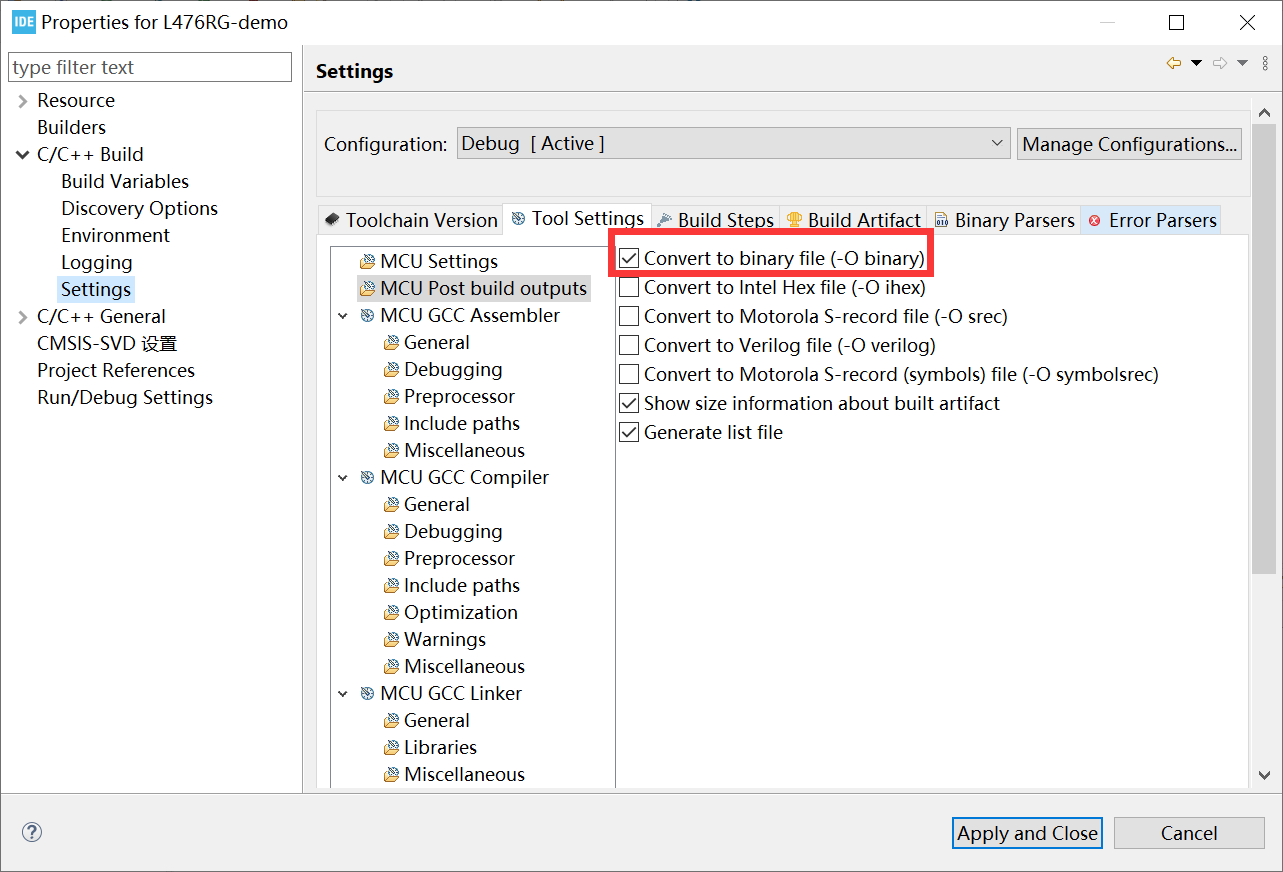 IDE Properties for L476RG-demo
type filter text
Resource
Builders
C/C++ Build
Build Variables
Discovery Options
Environment
Logging
Settings
C/C++ General
CMSIS-SVD 设置
Project References
Run/Debug Settings
Settings
Configuration: Debug [ Active ] Manage Configurations...
Toolchain Version Tool Settings Build Steps Build Artifact Binary Parsers Error Parsers
MCU Settings
MCU Post build outputs
MCU GCC Assembler
General
Debugging
Preprocessor
Include paths
Miscellaneous
MCU GCC Compiler
General
Debugging
Preprocessor
Include paths
Optimization
Warnings
Miscellaneous
MCU GCC Linker
General
Libraries
Miscellaneous
Convert to binary file (-O binary)
Convert to Intel Hex file (-O ihex)
Convert to Motorola S-record file (-O srec)
Convert to Verilog file (-O verilog)
Convert to Motorola S-record (symbols) file (-O symbolsrec)
Show size information about built artifact
Generate list file
? Apply and Close Cancel